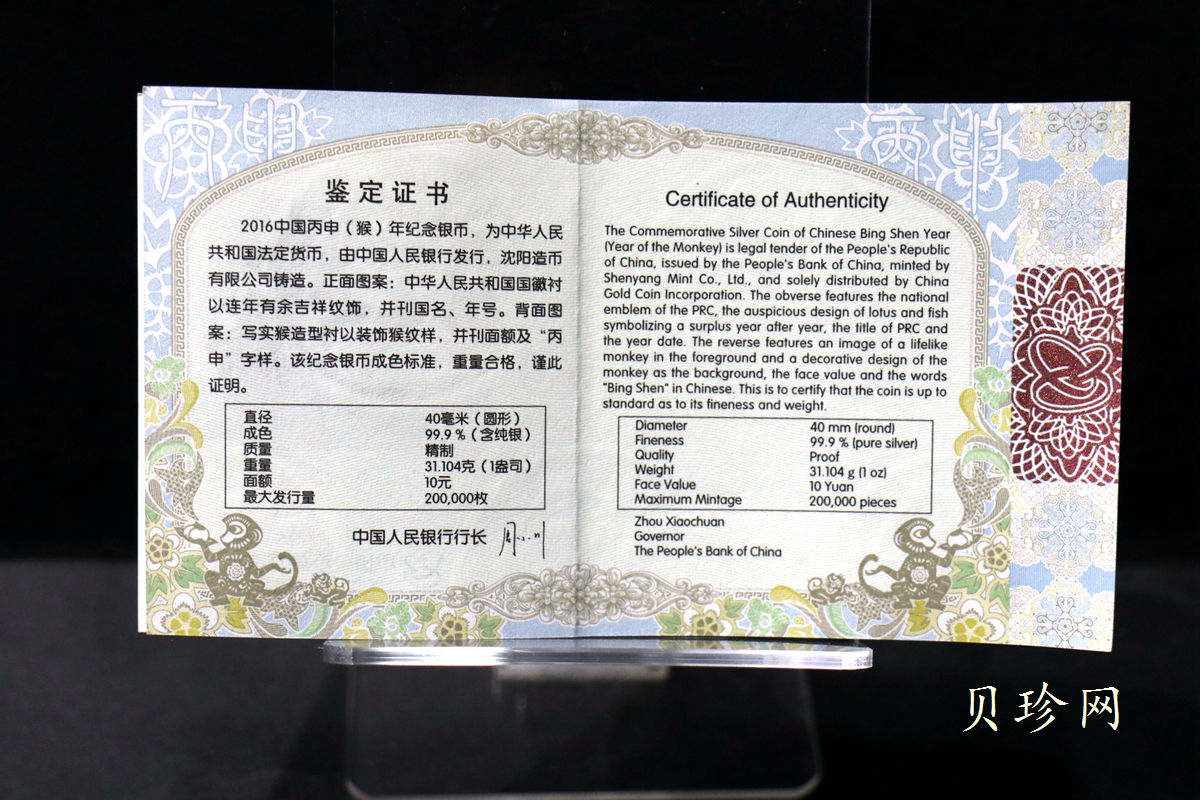 丙申
丙申
鉴定证书
2016中国丙申（猴）年纪念银币，为中华人民
共和国法定货币，由中国人民银行发行，沈阳造币
有限公司铸造。正面图案：中华人民共和国国徽衬
以连年有余吉祥纹饰，并刊国名、年号。背面图
案：写实猴造型衬以装饰猴纹样，并刊面额及“丙
申”字样。该纪念银币成色标准，重量合格，谨此
证明。
直径 40毫米（圆形）
成色 99.9％（含纯银）
质量 精制
重量 31.104克（1盎司）
面额 10元
最大发行量 200,000枚
中国人民银行行长 周小川
Certificate of Authenticity
The Commemorative Silver Coin of Chinese Bing Shen Year
(Year of the Monkey) is legal tender of the People's Republic
of China, issued by the People's Bank of China, minted by
Shenyang Mint Co., Ltd., and solely distributed by China
Gold Coin Incorporation. The obverse features the national
emblem of the PRC, the auspicious design of lotus and fish
symbolizing a surplus year after year, the title of PRC and
the year date. The reverse features an image of a lifelike
monkey in the foreground and a decorative design of the
monkey as the background, the face value and the words
"Bing Shen" in Chinese. This is to certify that the coin is up to
standard as to its fineness and weight.
Diameter 40 mm (round)
Fineness 99.9 % (pure silver)
Quality Proof
Weight 31.104 g (1 oz)
Face Value 10 Yuan
Maximum Mintage 200,000 pieces
Zhou Xiaochuan
Governor
The People's Bank of China
贝珍网